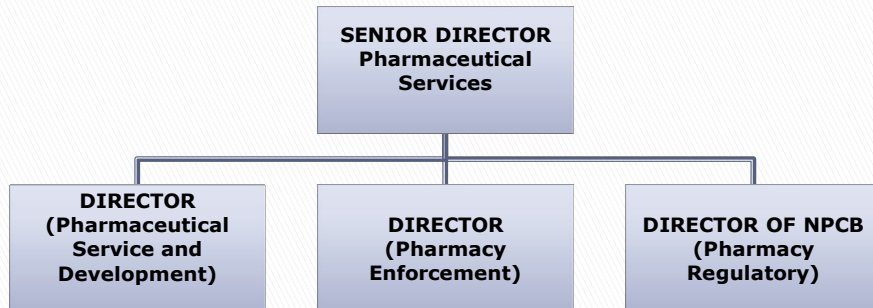 SENIOR DIRECTOR
Pharmaceutical
Services
DIRECTOR
(Pharmaceutical
Service and
Development)
DIRECTOR
(Pharmacy
Enforcement)
DIRECTOR OF NPCB
(Pharmacy
Regulatory)